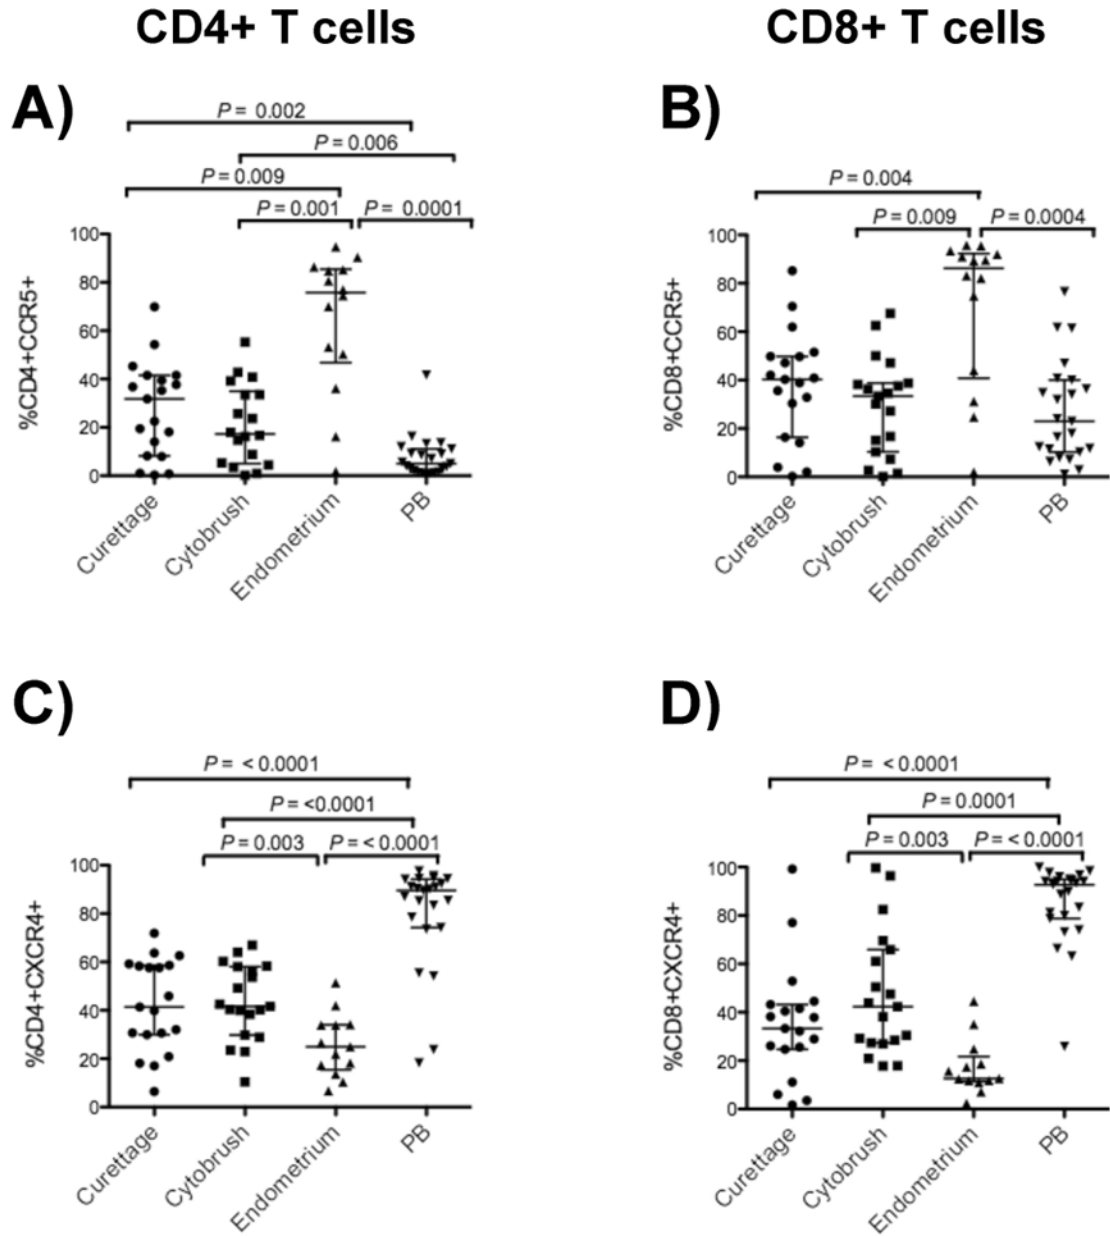 CD4+ T cells
CD8+ T cells
A)
P = 0.002
P = 0.006
P = 0.009
P = 0.001
P = 0.0001
%CD4+CCR5+
100
80
60
40
20
0
Curettage
Cytobrush
Endometrium
PB
B)
P = 0.004
P = 0.009
P = 0.0004
%CD8+CCR5+
100
80
60
40
20
0
Curettage
Cytobrush
Endometrium
PB
C)
P = < 0.0001
P = <0.0001
P = 0.003
P = < 0.0001
%CD4+CXCR4+
100
80
60
40
20
0
Curettage
Cytobrush
Endometrium
PB
D)
P = < 0.0001
P = 0.0001
P = 0.003
P = < 0.0001
%CD8+CXCR4+
100
80
60
40
20
0
Curettage
Cytobrush
Endometrium
PB